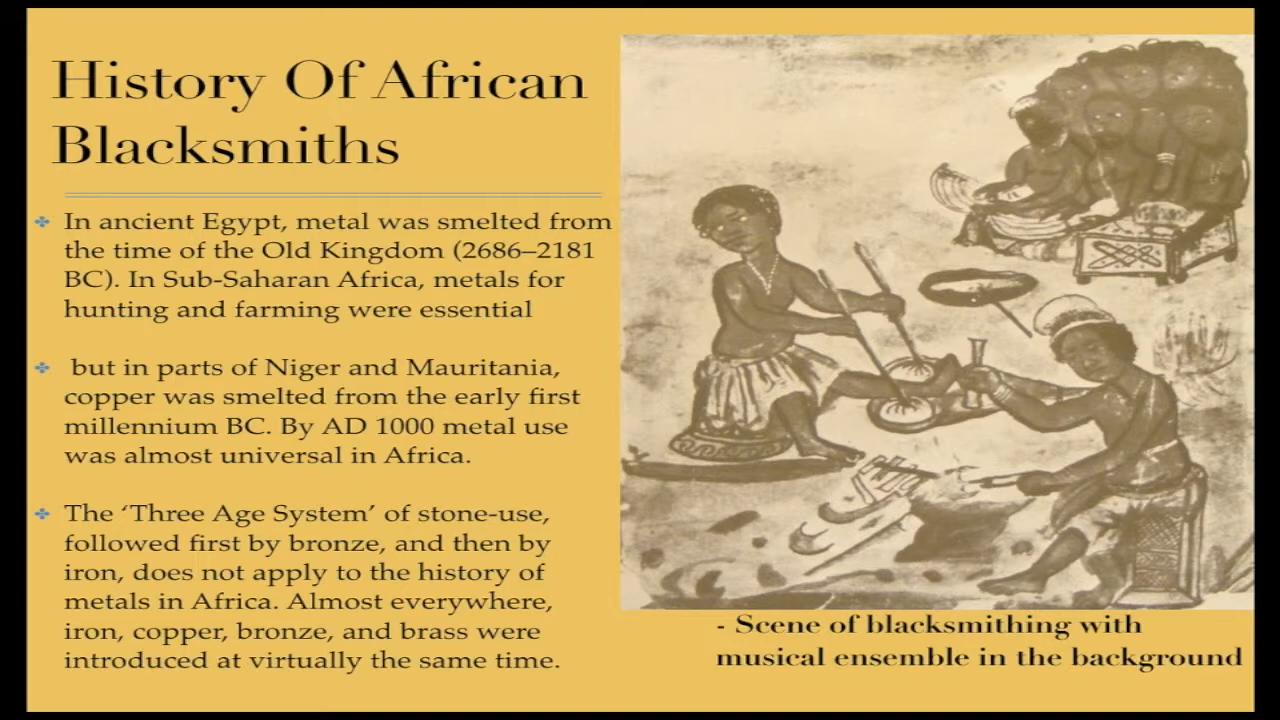 History Of African
Blacksmiths
In ancient Egypt, metal was smelted from
the time of the Old Kingdom (2686–2181
BC). In Sub-Saharan Africa, metals for
hunting and farming were essential
but in parts of Niger and Mauritania,
copper was smelted from the early first
millennium BC. By AD 1000 metal use
was almost universal in Africa.
The ‘Three Age System’ of stone-use,
followed first by bronze, and then by
iron, does not apply to the history of
metals in Africa. Almost everywhere,
iron, copper, bronze, and brass were
introduced at virtually the same time.
- Scene of blacksmithing with
musical ensemble in the background